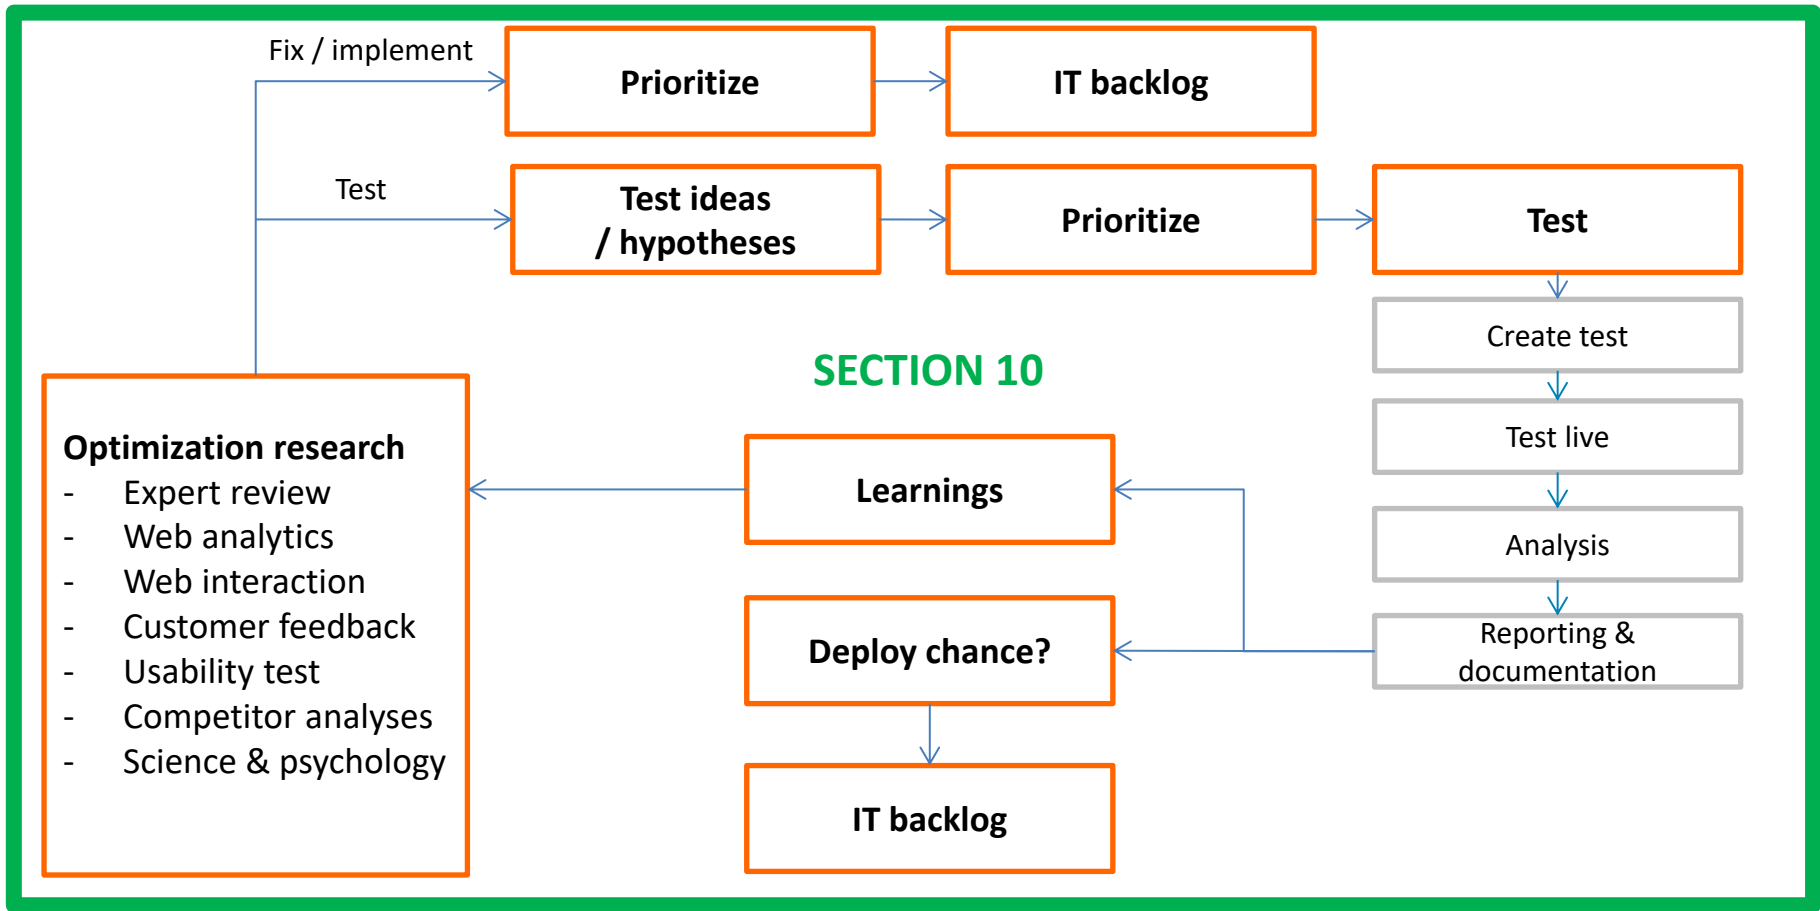 Fix / implement
Prioritize
IT backlog
Test
Test ideas
/ hypotheses
Prioritize
Test
Create test
Test live
Analysis
Reporting &
documentation
SECTION 10
Learnings
Deploy chance?
IT backlog
Optimization research
- Expert review
- Web analytics
- Web interaction
- Customer feedback
- Usability test
- Competitor analyses
- Science & psychology